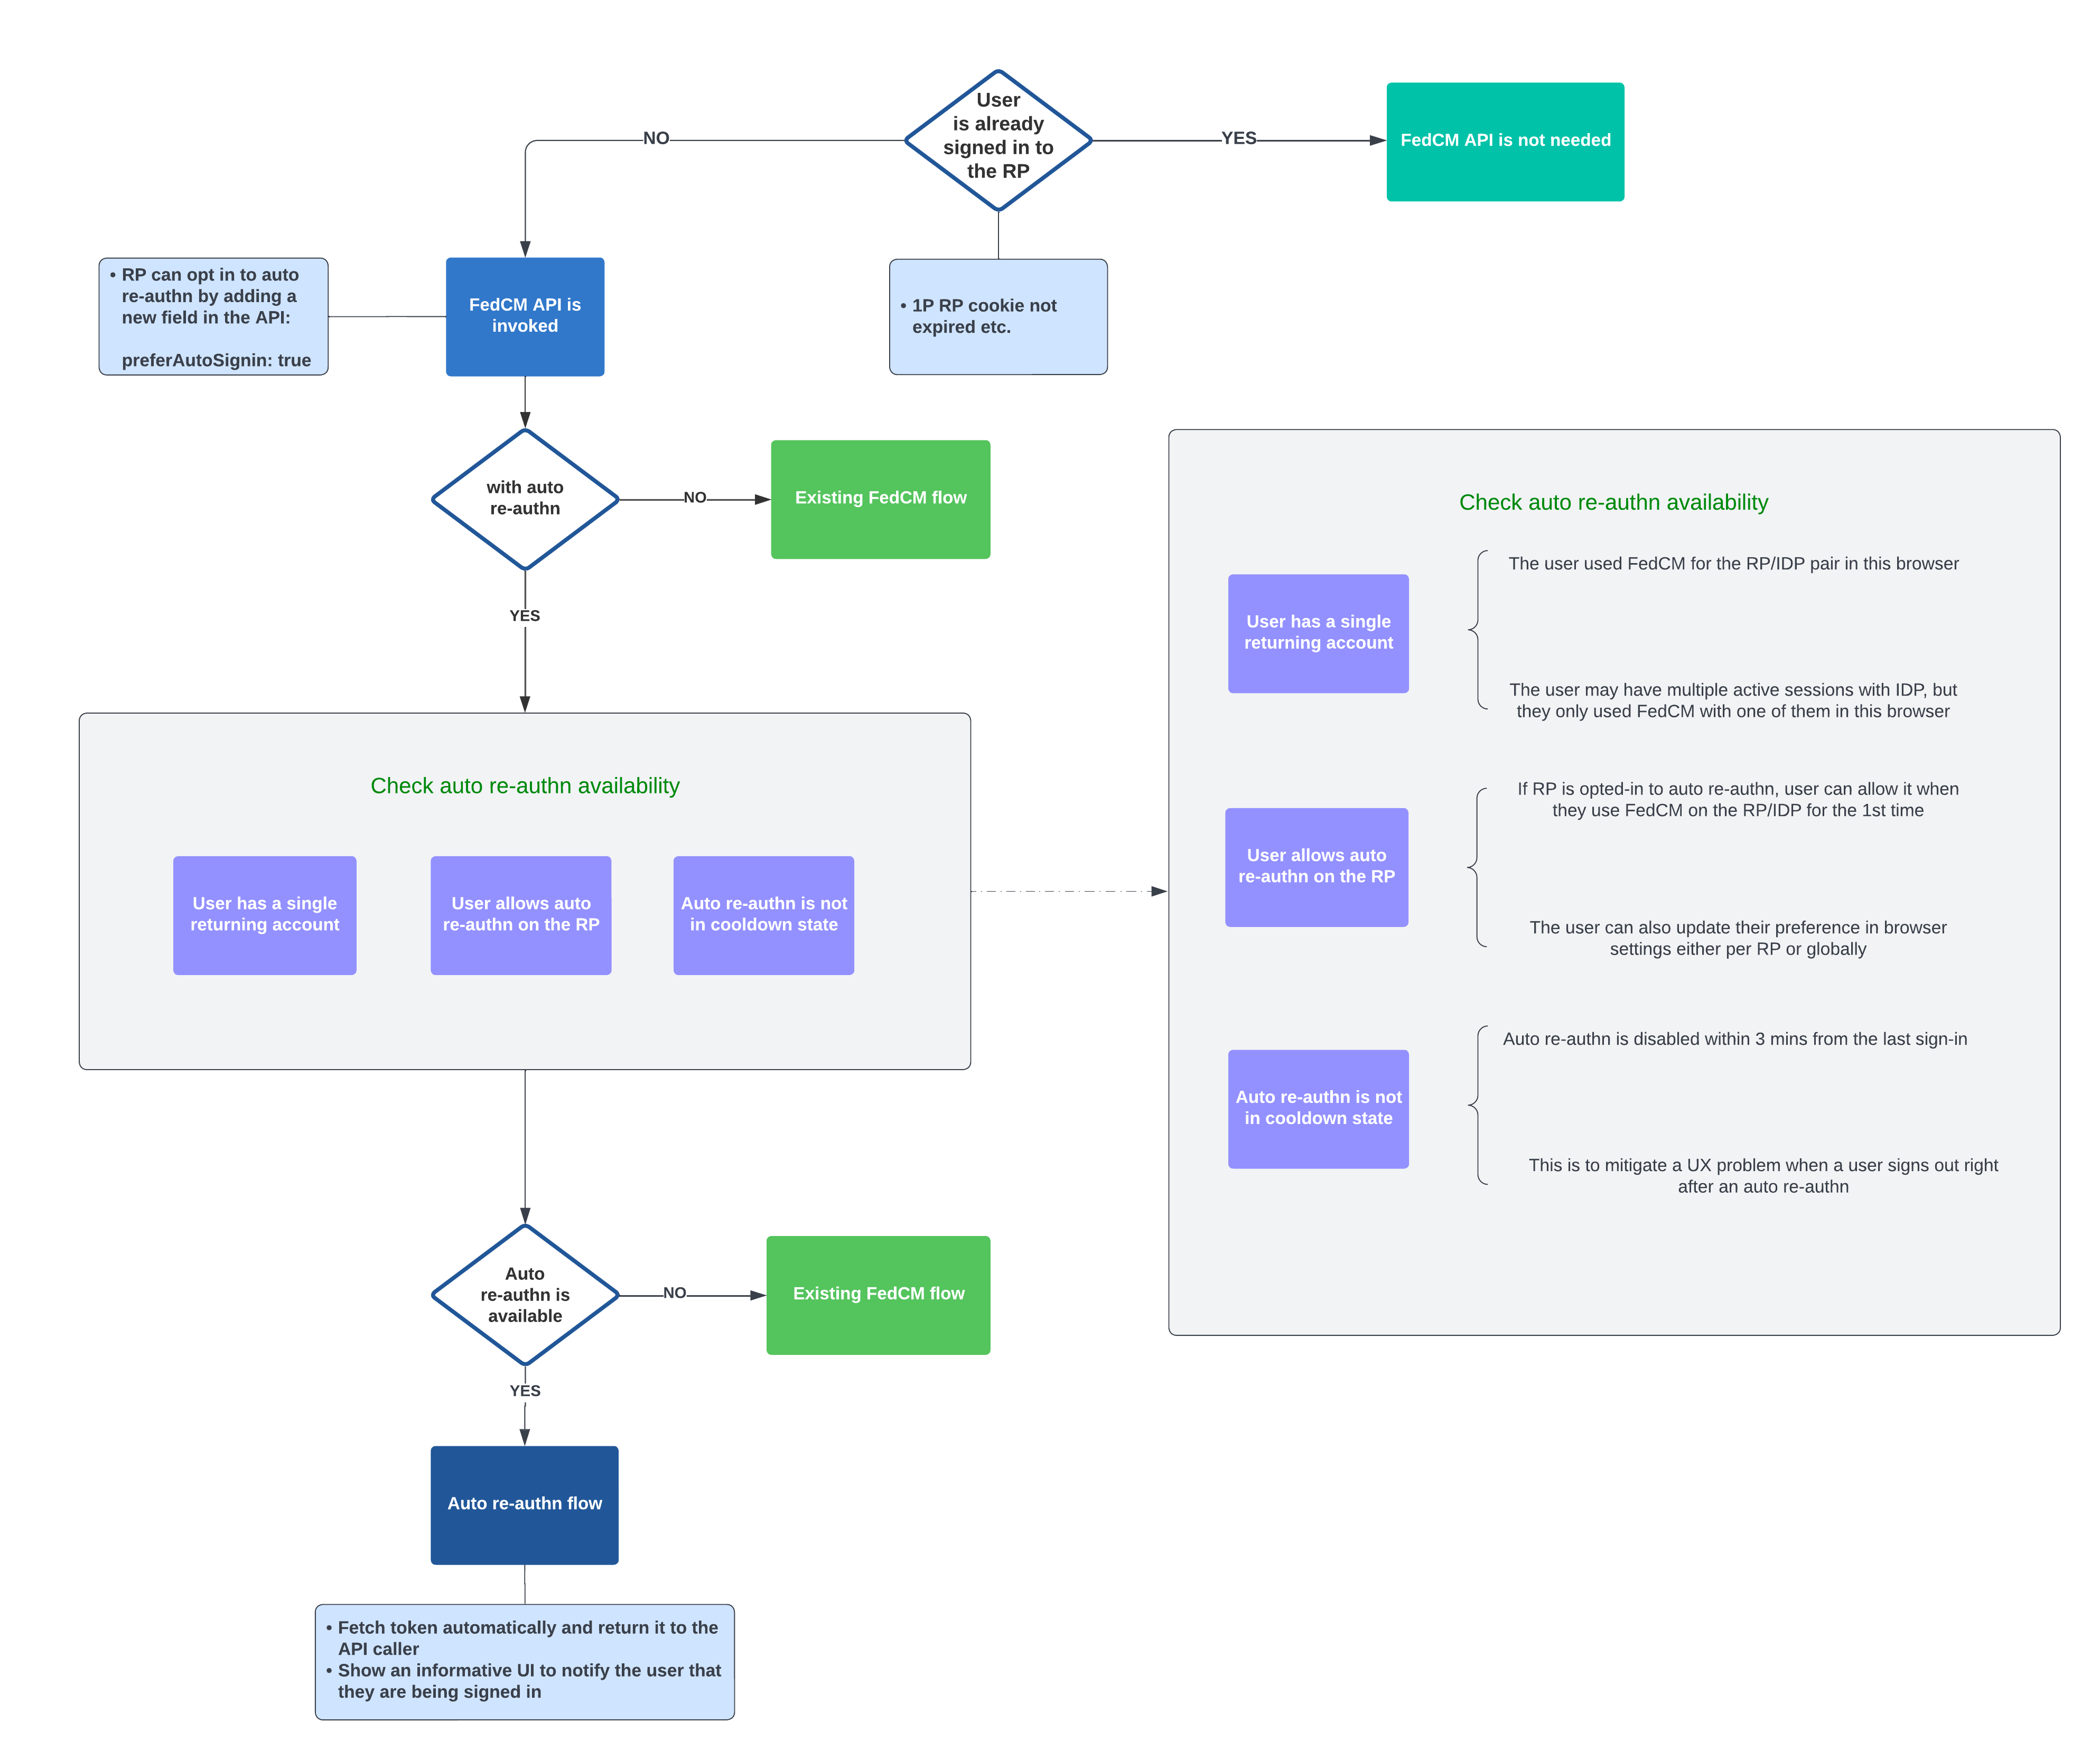 User
is already
signed in to
the RP
NO
YES
FedCM API is not needed
• RP can opt in to auto
re-authn by adding a
new field in the API:
preferAutoSignin: true
FedCM API is
invoked
• 1P RP cookie not
expired etc.
with auto
re-authn
NO
Existing FedCM flow
YES
Check auto re-authn availability
User has a single
returning account
User allows auto
re-authn on the RP
Auto re-authn is not
in cooldown state
Check auto re-authn availability
User has a single
returning account
The user used FedCM for the RP/IDP pair in this browser
The user may have multiple active sessions with IDP, but
they only used FedCM with one of them in this browser
User allows auto
re-authn on the RP
If RP is opted-in to auto re-authn, user can allow it when
they use FedCM on the RP/IDP for the 1st time
The user can also update their preference in browser
settings either per RP or globally
Auto re-authn is not
in cooldown state
Auto re-authn is disabled within 3 mins from the last sign-in
This is to mitigate a UX problem when a user signs out right
after an auto re-authn
Auto
re-authn is
available
NO
Existing FedCM flow
YES
Auto re-authn flow
• Fetch token automatically and return it to the
API caller
• Show an informative UI to notify the user that
they are being signed in